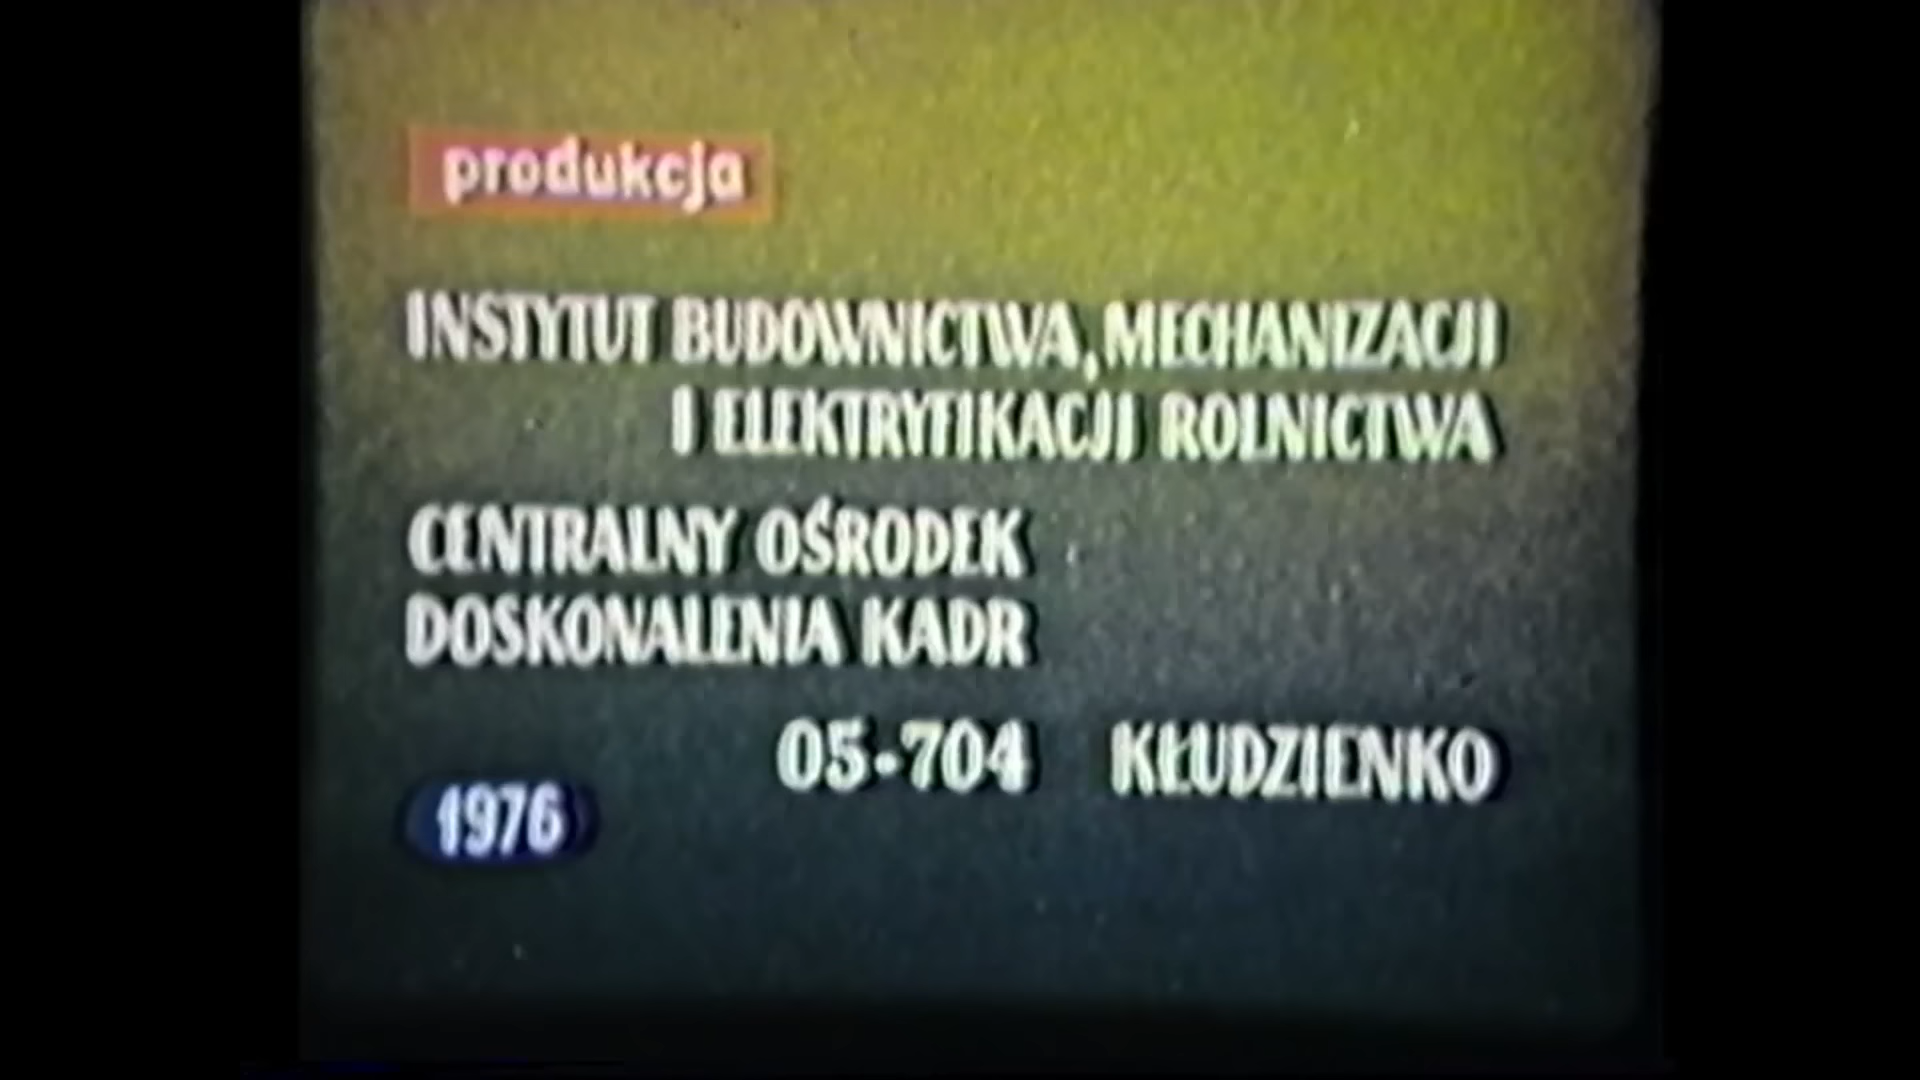 produkcja
INSTYTUT BUDOWNICTWA, MECHANIZACJI
I ELEKTRYFIKACJI ROLNICTWA
CENTRALNY OŚRODEK
DOSKONALENIA KADR
05-704 KŁUDZIENKO
1976